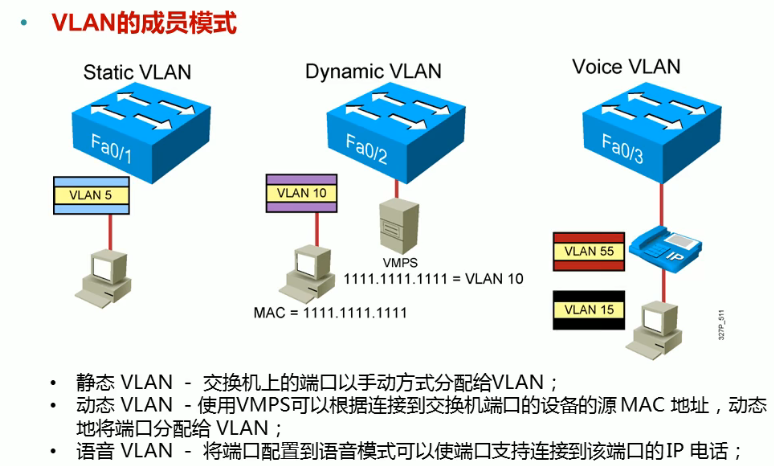 • VLAN的成员模式
Static VLAN
Dynamic VLAN
Voice VLAN
Fa0/1
Fa0/2
Fa0/3
VLAN 5
VLAN 10
VMPS
1111.1111.1111 = VLAN 10
MAC = 1111.1111.1111
VLAN 55
IP
VLAN 15
327P_511
• 静态 VLAN - 交换机上的端口以手动方式分配给VLAN；
• 动态 VLAN -使用VMPS可以根据连接到交换机端口的设备的源 MAC 地址，动态
地将端口分配给 VLAN；
• 语音 VLAN - 将端口配置到语音模式可以使端口支持连接到该端口的IP 电话；